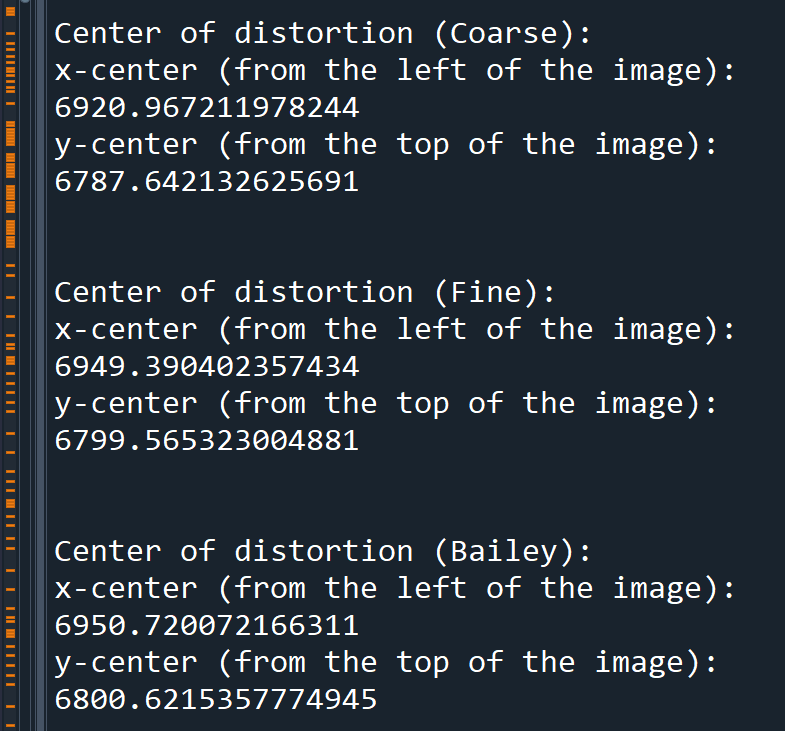 Center of distortion (Coarse):
x-center (from the left of the image):
6920.967211978244
y-center (from the top of the image):
6787.642132625691
Center of distortion (Fine):
x-center (from the left of the image):
6949.390402357434
y-center (from the top of the image):
6799.565323004881
Center of distortion (Bailey):
x-center (from the left of the image):
6950.720072166311
y-center (from the top of the image):
6800.6215357774945